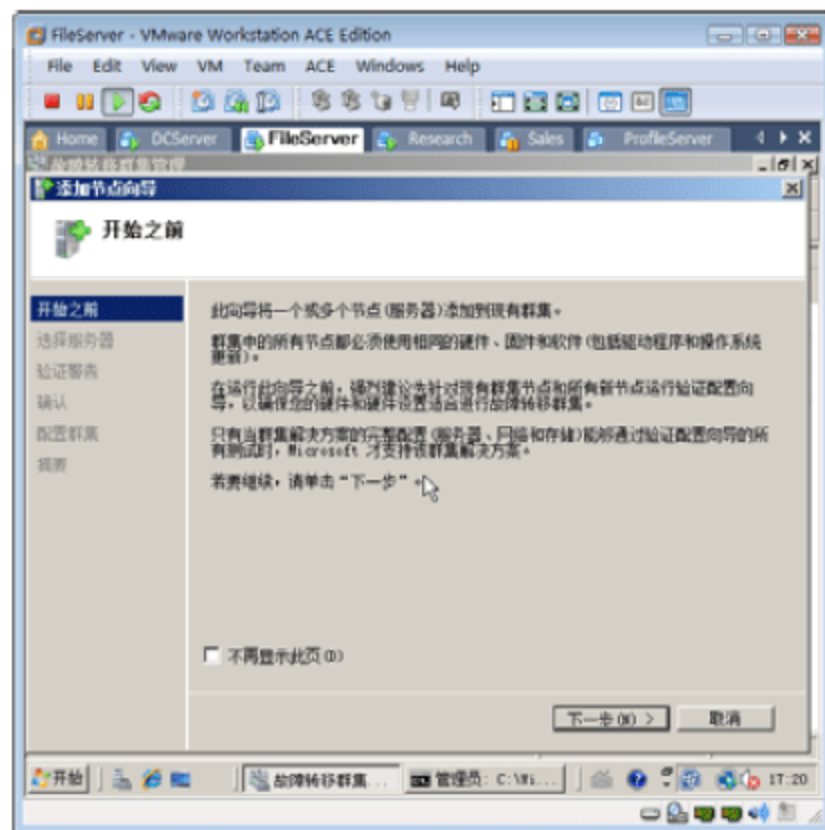 FileServer - VMware Workstation ACE Edition
File Edit View VM Team ACE Windows Help
Home DCServer FileServer Research Sales ProfileServer
故障转移群集管理
添加节点向导
开始之前
开始之前
选择服务器
验证警告
确认
配置群集
摘要
此向导将一个或多个节点(服务器)添加到现有群集。
群集中的所有节点都必须使用相同的硬件、固件和软件(包括驱动程序和操作系统
更新)。
在运行此向导之前，强烈建议先针对现有群集节点和所有新节点运行验证配置向
导，以确保您的硬件和硬件设置适合进行故障转移群集。
只有当群集解决方案的完整配置(服务器、网络和存储)能够通过验证配置向导的所
有测试时，Microsoft 才支持该群集解决方案。
若要继续，请单击“下一步”。
不再显示此页(D)
下一步(N) > 取消
开始 故障转移群集... 管理员: C:\Wi... 17:20